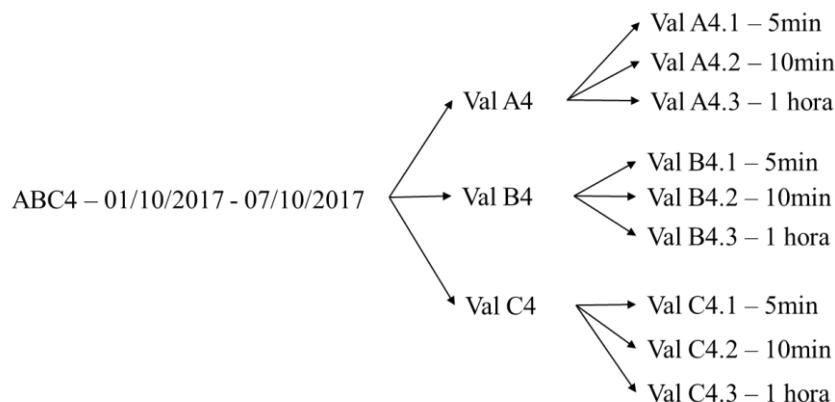 Val A4.1 – 5min
Val A4.2 – 10min
Val A4
Val A4.3 – 1 hora
Val B4.1 – 5min
ABC4 – 01/10/2017 - 07/10/2017
Val B4
Val B4.2 – 10min
Val B4.3 – 1 hora
Val C4
Val C4.1 – 5min
Val C4.2 – 10min
Val C4.3 – 1 hora